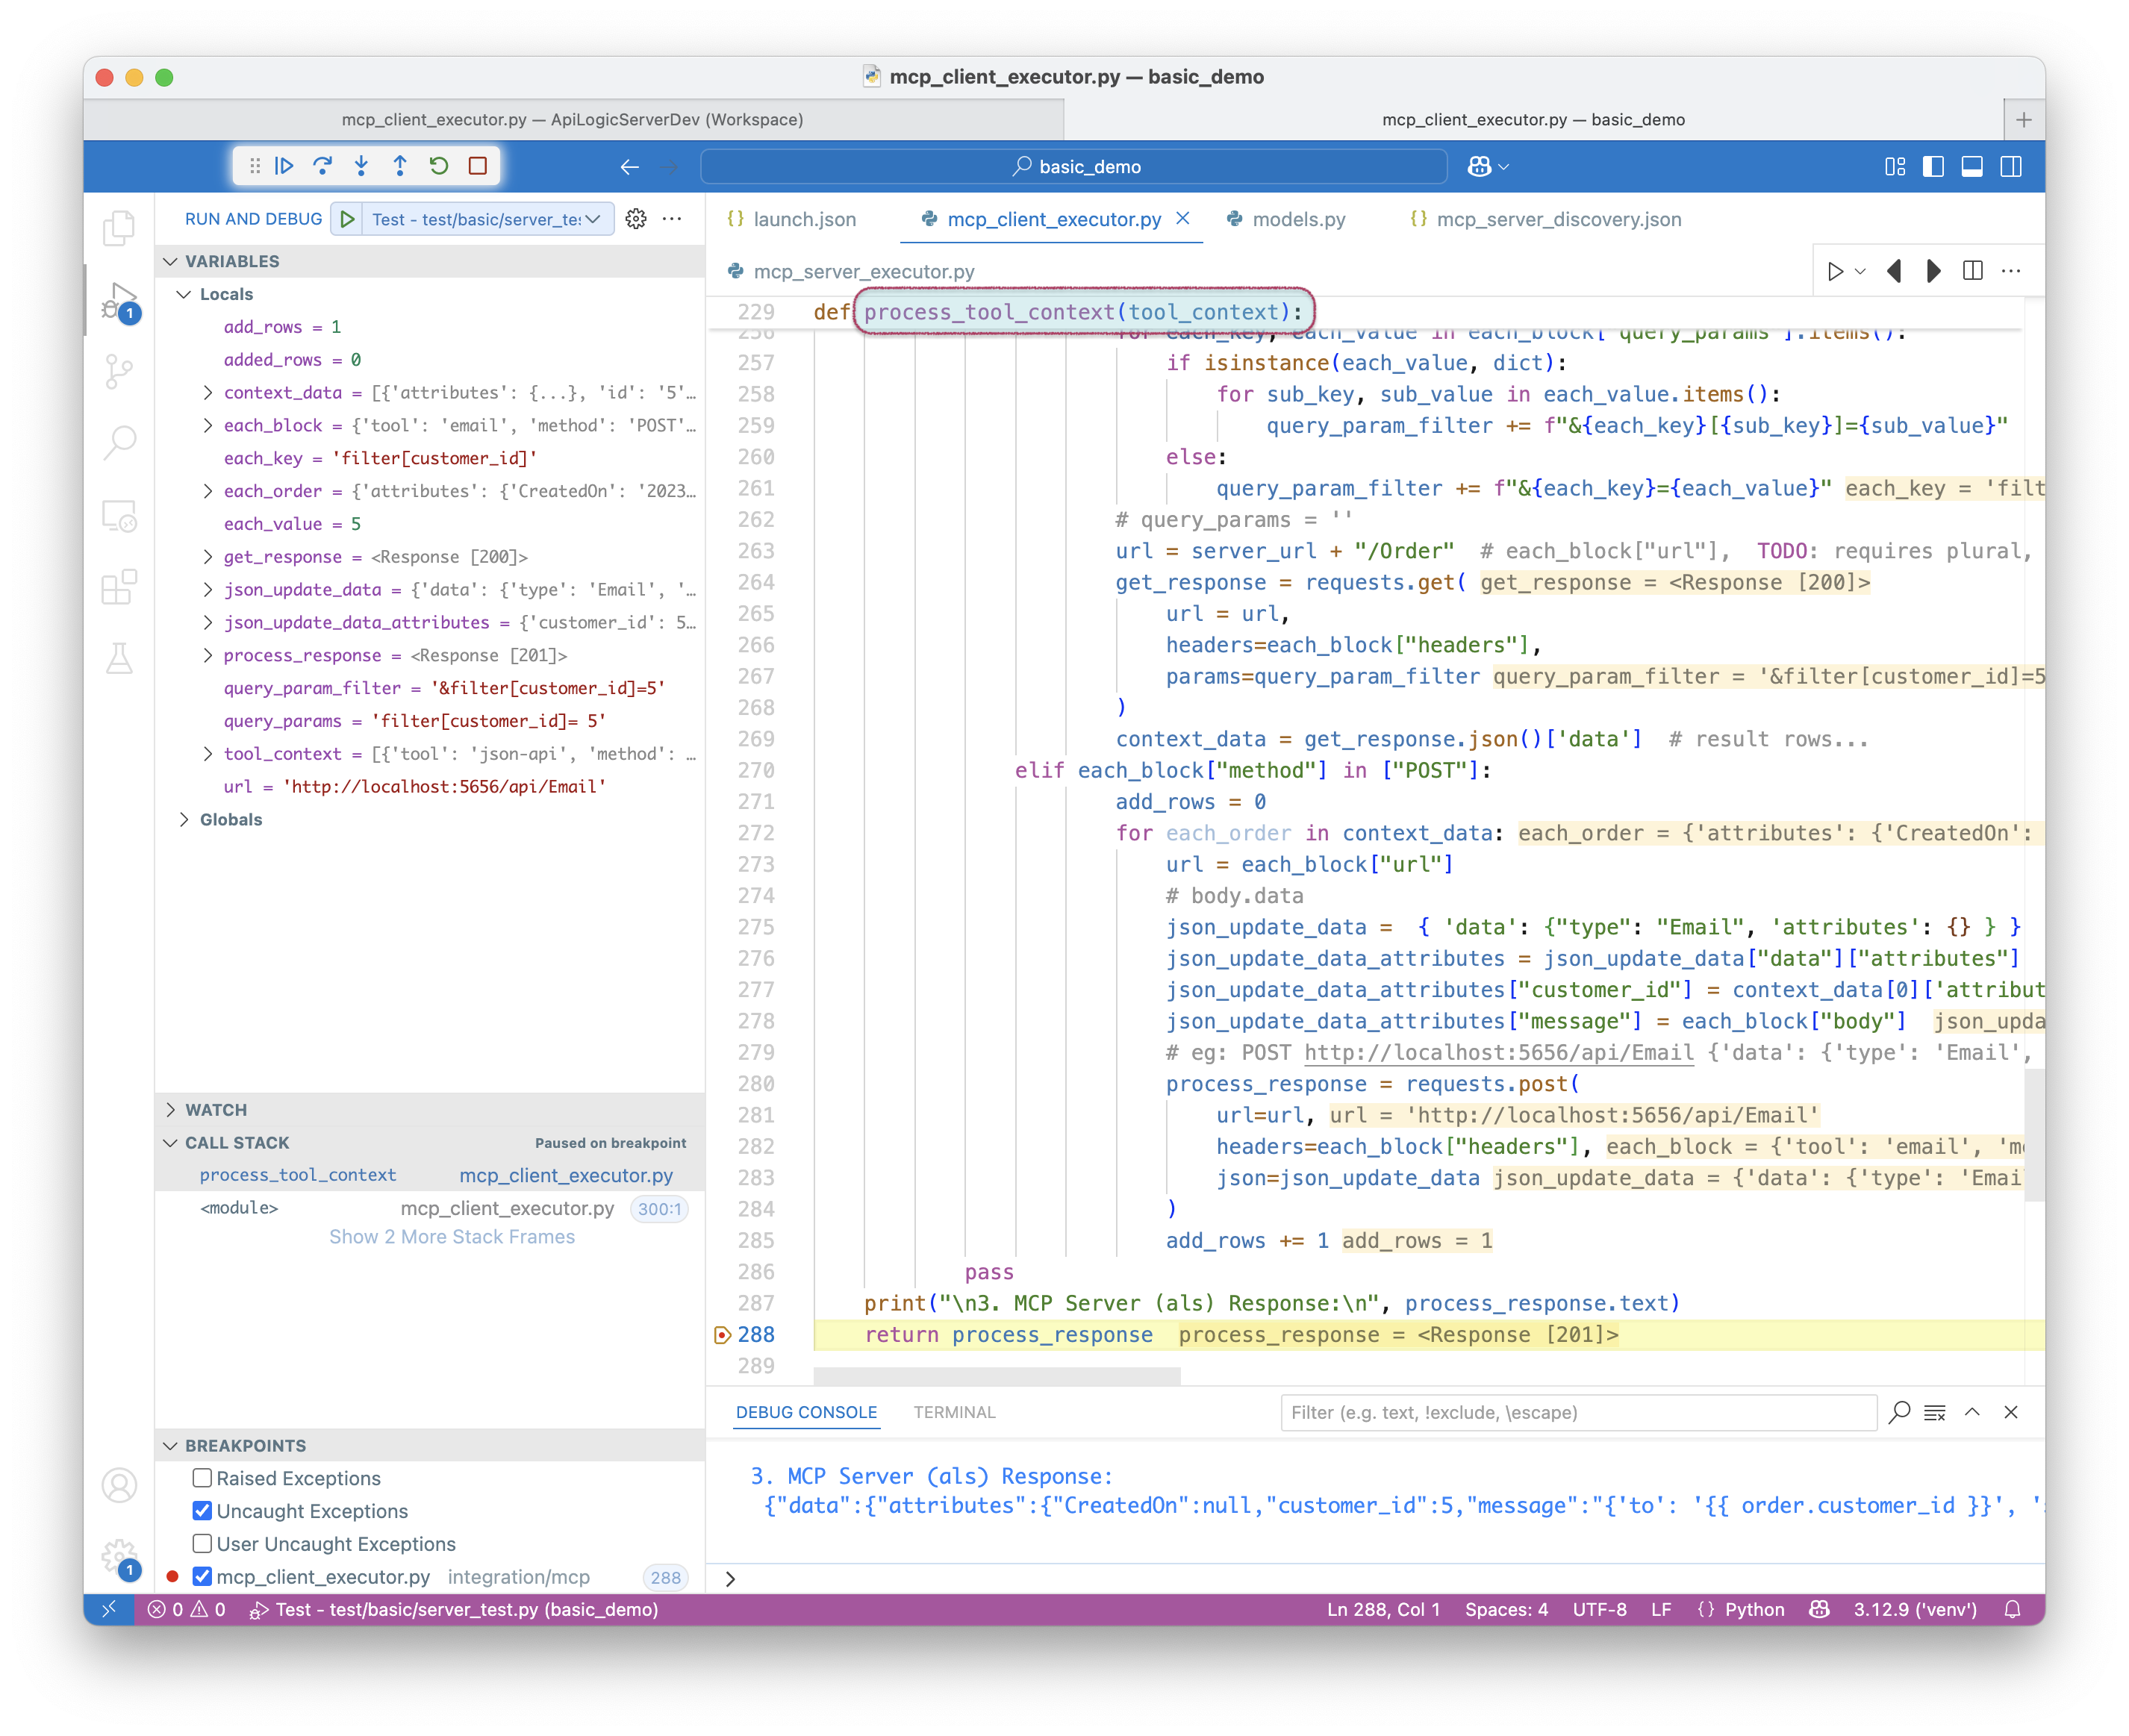 mcp_client_executor.py — basic_demo
mcp_client_executor.py — ApiLogicServerDev (Workspace)
mcp_client_executor.py — basic_demo
basic_demo
RUN AND DEBUG
Test - test/basic/server_te
VARIABLES
Locals
add_rows = 1
added_rows = 0
context_data = [{'attributes': {...}, 'id': '5'…
each_block = {'tool': 'email', 'method': 'POST'…
each_key = 'filter[customer_id]'
each_order = {'attributes': {'CreatedOn': '2023…
each_value = 5
get_response = <Response [200]>
json_update_data = {'data': {'type': 'Email', '…
json_update_data_attributes = {'customer_id': 5…
process_response = <Response [201]>
query_param_filter = '&filter[customer_id]=5'
query_params = 'filter[customer_id]= 5'
tool_context = [{'tool': 'json-api', 'method': …
url = 'http://localhost:5656/api/Email'
Globals
WATCH
CALL STACK
Paused on breakpoint
process_tool_context mcp_client_executor.py
<module> mcp_client_executor.py 300:1
Show 2 More Stack Frames
BREAKPOINTS
Raised Exceptions
Uncaught Exceptions
User Uncaught Exceptions
mcp_client_executor.py integration/mcp 288
1
1
launch.json
mcp_client_executor.py
models.py
mcp_server_discovery.json
mcp_server_executor.py
229 def process_tool_context(tool_context):
256 for each_key, each_value in each_block["query_params"].items():
257 if isinstance(each_value, dict):
258 for sub_key, sub_value in each_value.items():
259 query_param_filter += f"&{each_key}[{sub_key}]={sub_value}"
260 else:
261 query_param_filter += f"&{each_key}={each_value}" each_key = 'filt
262 # query_params = ''
263 url = server_url + "/Order" # each_block["url"], TODO: requires plural,
264 get_response = requests.get( get_response = <Response [200]>
265 url = url,
266 headers=each_block["headers"],
267 params=query_param_filter query_param_filter = '&filter[customer_id]=5
268 )
269 context_data = get_response.json()['data'] # result rows...
270 elif each_block["method"] in ["POST"]:
271 add_rows = 0
272 for each_order in context_data: each_order = {'attributes': {'CreatedOn':
273 url = each_block["url"]
274 # body.data
275 json_update_data = { 'data': {"type": "Email", 'attributes': {} } }
276 json_update_data_attributes = json_update_data["data"]["attributes"]
277 json_update_data_attributes["customer_id"] = context_data[0]['attribut
278 json_update_data_attributes["message"] = each_block["body"] json_upda
279 # eg: POST http://localhost:5656/api/Email {'data': {'type': 'Email',
280 process_response = requests.post(
281 url=url, url = 'http://localhost:5656/api/Email'
282 headers=each_block["headers"], each_block = {'tool': 'email', 'm
283 json=json_update_data json_update_data = {'data': {'type': 'Emai
284 )
285 add_rows += 1 add_rows = 1
286 pass
287 print("\n3. MCP Server (als) Response:\n", process_response.text)
288 return process_response process_response = <Response [201]>
289
DEBUG CONSOLE
TERMINAL
Filter (e.g. text, !exclude, \escape)
3. MCP Server (als) Response:
{"data":{"attributes":{"CreatedOn":null,"customer_id":5,"message":"{'to': '{{ order.customer_id }}', '
0 0 Test - test/basic/server_test.py (basic_demo)
Ln 288, Col 1 Spaces: 4 UTF-8 LF {} Python 3.12.9 ('venv')